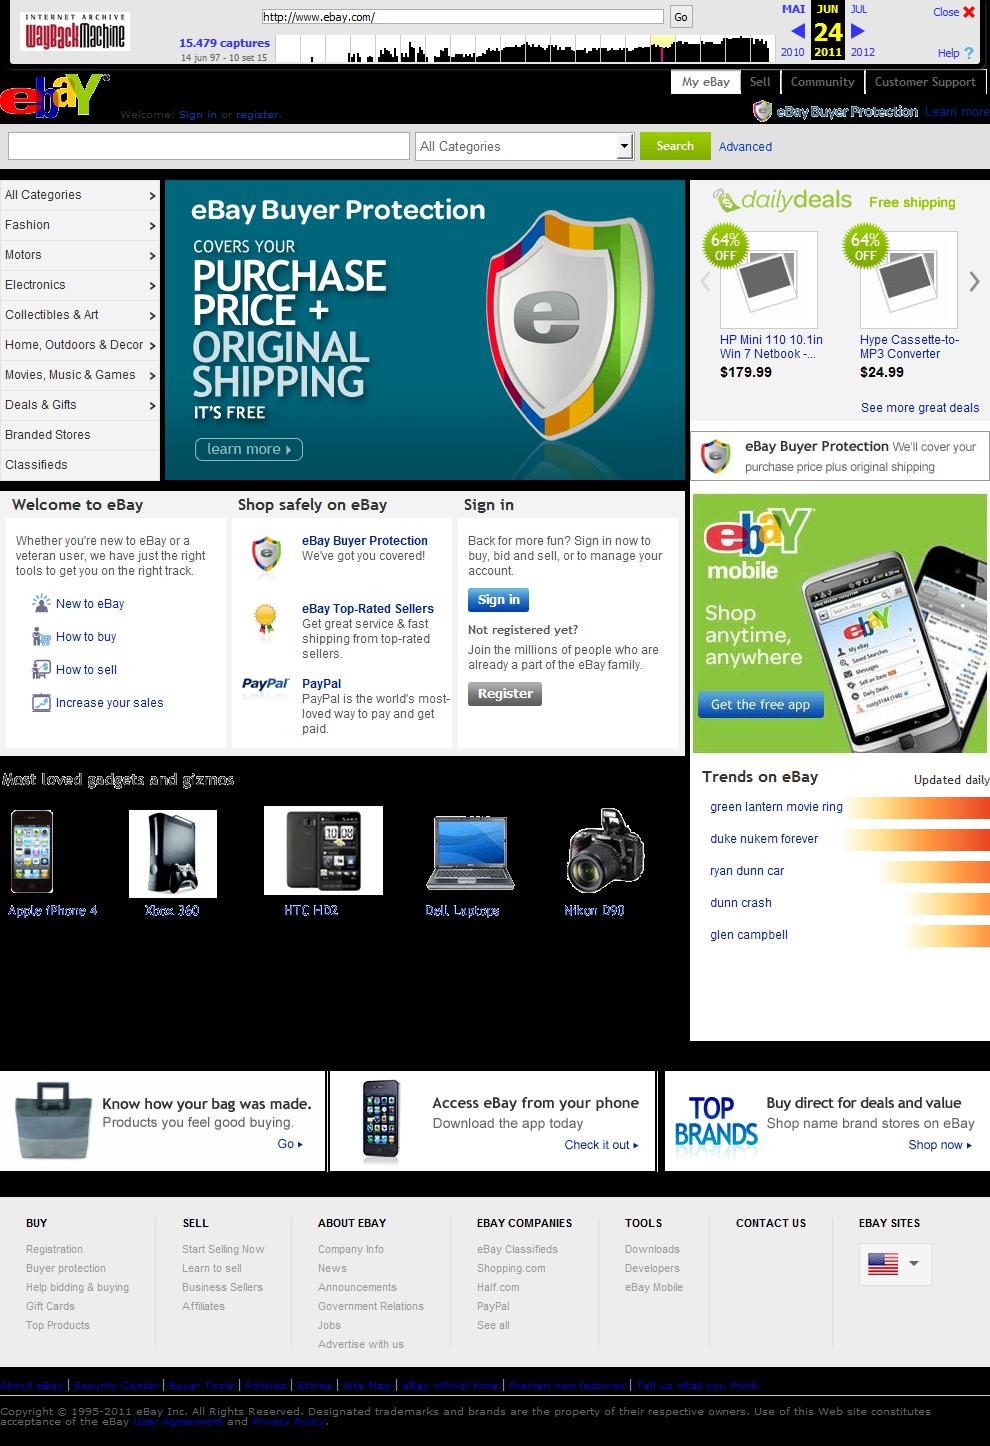 INTERNET ARCHIVE
WayBackMachine
http://www.ebay.com/
Go
15.479 captures
14 jun 97 - 10 set 15
MAI JUN JUL
24
2010 2011 2012
Close
Help ?
ebay
My eBay Sell Community Customer Support
Welcome! Sign in or register.
eBay Buyer Protection Learn more
All Categories
Search
Advanced
All Categories
Fashion
Motors
Electronics
Collectibles & Art
Home, Outdoors & Decor
Movies, Music & Games
Deals & Gifts
Branded Stores
Classifieds
eBay Buyer Protection
COVERS YOUR
PURCHASE
PRICE +
ORIGINAL
SHIPPING
IT'S FREE
learn more
e
dailydeals Free shipping
64% OFF
64% OFF
HP Mini 110 10.1in
Win 7 Netbook -...
$179.99
Hype Cassette-to-
MP3 Converter
$24.99
See more great deals
eBay Buyer Protection We'll cover your
purchase price plus original shipping
Welcome to eBay
Whether you're new to eBay or a
veteran user, we have just the right
tools to get you on the right track.
New to eBay
How to buy
How to sell
Increase your sales
Shop safely on eBay
eBay Buyer Protection
We've got you covered!
eBay Top-Rated Sellers
Get great service & fast
shipping from top-rated
sellers.
PayPal
PayPal
PayPal is the world's most-
loved way to pay and get
paid.
Sign in
Back for more fun? Sign in now to
buy, bid and sell, or to manage your
account.
Sign in
Not registered yet?
Join the millions of people who are
already a part of the eBay family.
Register
ebay
mobile
Shop
anytime,
anywhere
Get the free app
Search eBay
ebay
My eBay
Saved Searches
Messages
Sell an Item
Daily Deals
Most loved gadgets and gizmos
Apple iPhone 4
Xbox 360
HTC HD2
Dell Laptops
Nikon D90
Trends on eBay
Updated daily
green lantern movie ring
duke nukem forever
ryan dunn car
dunn crash
glen campbell
Know how your bag was made.
Products you feel good buying.
Go
Access eBay from your phone
Download the app today
Check it out
TOP
BRANDS
Buy direct for deals and value
Shop name brand stores on eBay
Shop now
BUY
Registration
Buyer protection
Help bidding & buying
Gift Cards
Top Products
SELL
Start Selling Now
Learn to sell
Business Sellers
Affiliates
ABOUT EBAY
Company Info
News
Announcements
Government Relations
Jobs
Advertise with us
EBAY COMPANIES
eBay Classifieds
Shopping.com
Half.com
PayPal
See all
TOOLS
Downloads
Developers
eBay Mobile
CONTACT US
EBAY SITES
About eBay | Security Center | Buyer Tools | Policies | Stores | Site Map | eBay official time | Preview new features | Tell us what you think
Copyright © 1995-2011 eBay Inc. All Rights Reserved. Designated trademarks and brands are the property of their respective owners. Use of this Web site constitutes
acceptance of the eBay User Agreement and Privacy Policy.